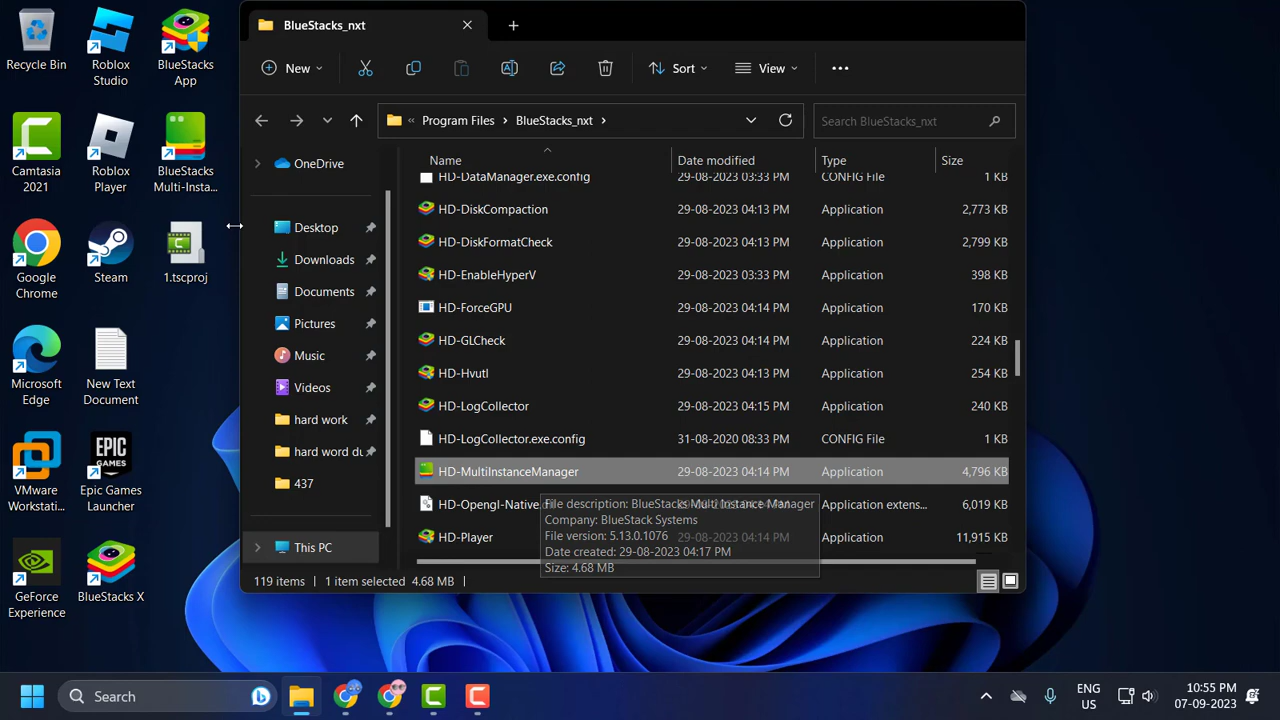 Recycle Bin
Roblox Studio
BlueStacks App
Camtasia 2021
Roblox Player
BlueStacks Multi-Insta...
Google Chrome
Steam
1.tscproj
Microsoft Edge
New Text Document
VMware Workstati...
EPIC GAMES
Epic Games Launcher
GeForce Experience
BlueStacks X
BlueStacks_nxt
New
Sort
View
Program Files > BlueStacks_nxt >
Search BlueStacks_nxt
OneDrive
Desktop
Downloads
Documents
Pictures
Music
Videos
hard work
hard word du
437
This PC
Name Date modified Type Size
HD-DataManager.exe.config 29-08-2023 03:33 PM CONFIG File 1 KB
HD-DiskCompaction 29-08-2023 04:13 PM Application 2,773 KB
HD-DiskFormatCheck 29-08-2023 04:13 PM Application 2,799 KB
HD-EnableHyperV 29-08-2023 03:33 PM Application 398 KB
HD-ForceGPU 29-08-2023 04:14 PM Application 170 KB
HD-GLCheck 29-08-2023 04:14 PM Application 224 KB
HD-Hvutl 29-08-2023 04:13 PM Application 254 KB
HD-LogCollector 29-08-2023 04:15 PM Application 240 KB
HD-LogCollector.exe.config 31-08-2020 08:33 PM CONFIG File 1 KB
HD-MultiInstanceManager 29-08-2023 04:14 PM Application 4,796 KB
HD-Opengl-Native. Application extens... 6,019 KB
HD-Player 29-08-2023 04:14 PM Application 11,915 KB
File description: BlueStacks Multi Instance Manager
Company: BlueStack Systems
File version: 5.13.0.1076
Date created: 29-08-2023 04:17 PM
Size: 4.68 MB
119 items
1 item selected 4.68 MB
Search
ENG US
10:55 PM
07-09-2023